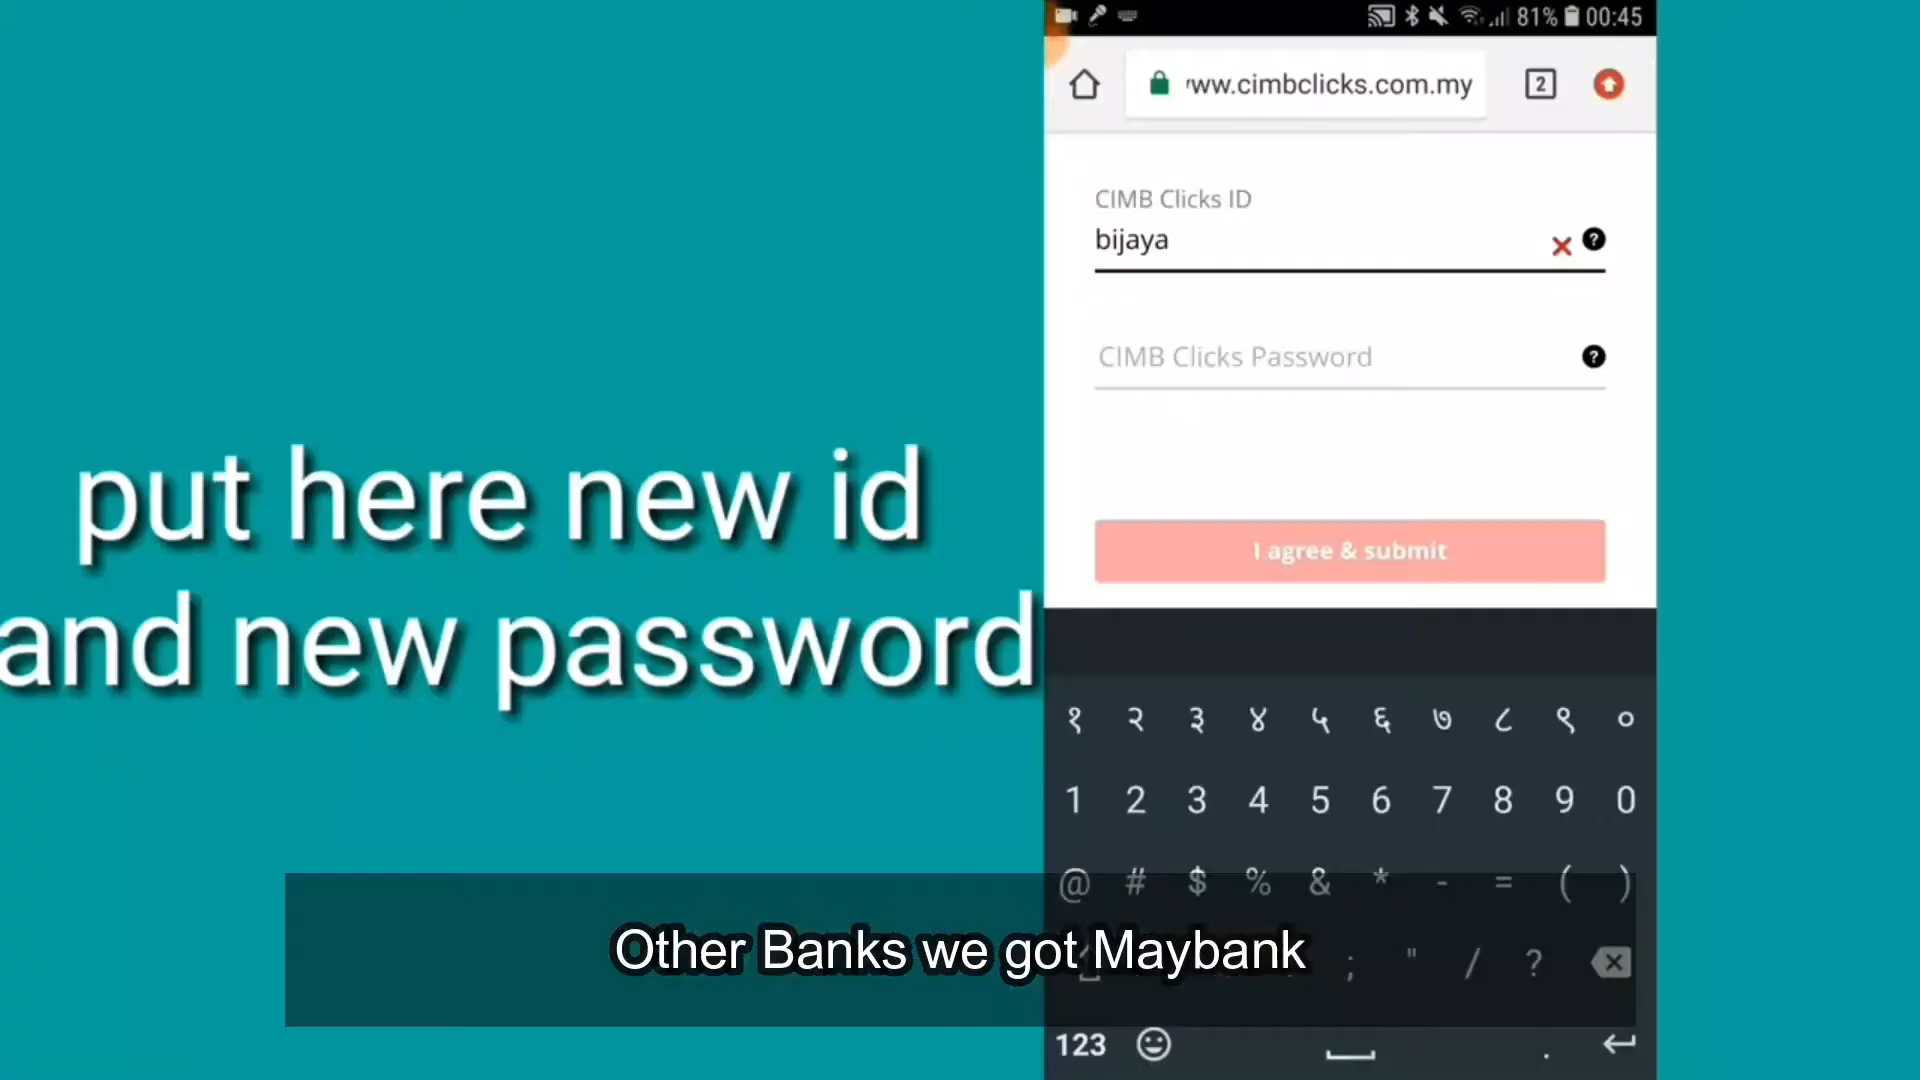 81% 00:45
www.cimbclicks.com.my
2
CIMB Clicks ID
bijaya
?
CIMB Clicks Password
?
I agree & submit
put here new id
and new password
१ २ ३ ४ ५ ६ ७ ८ ९ ०
1 2 3 4 5 6 7 8 9 0
@ # $ % & * - = ( )
; " / ?
Other Banks we got Maybank
123 .